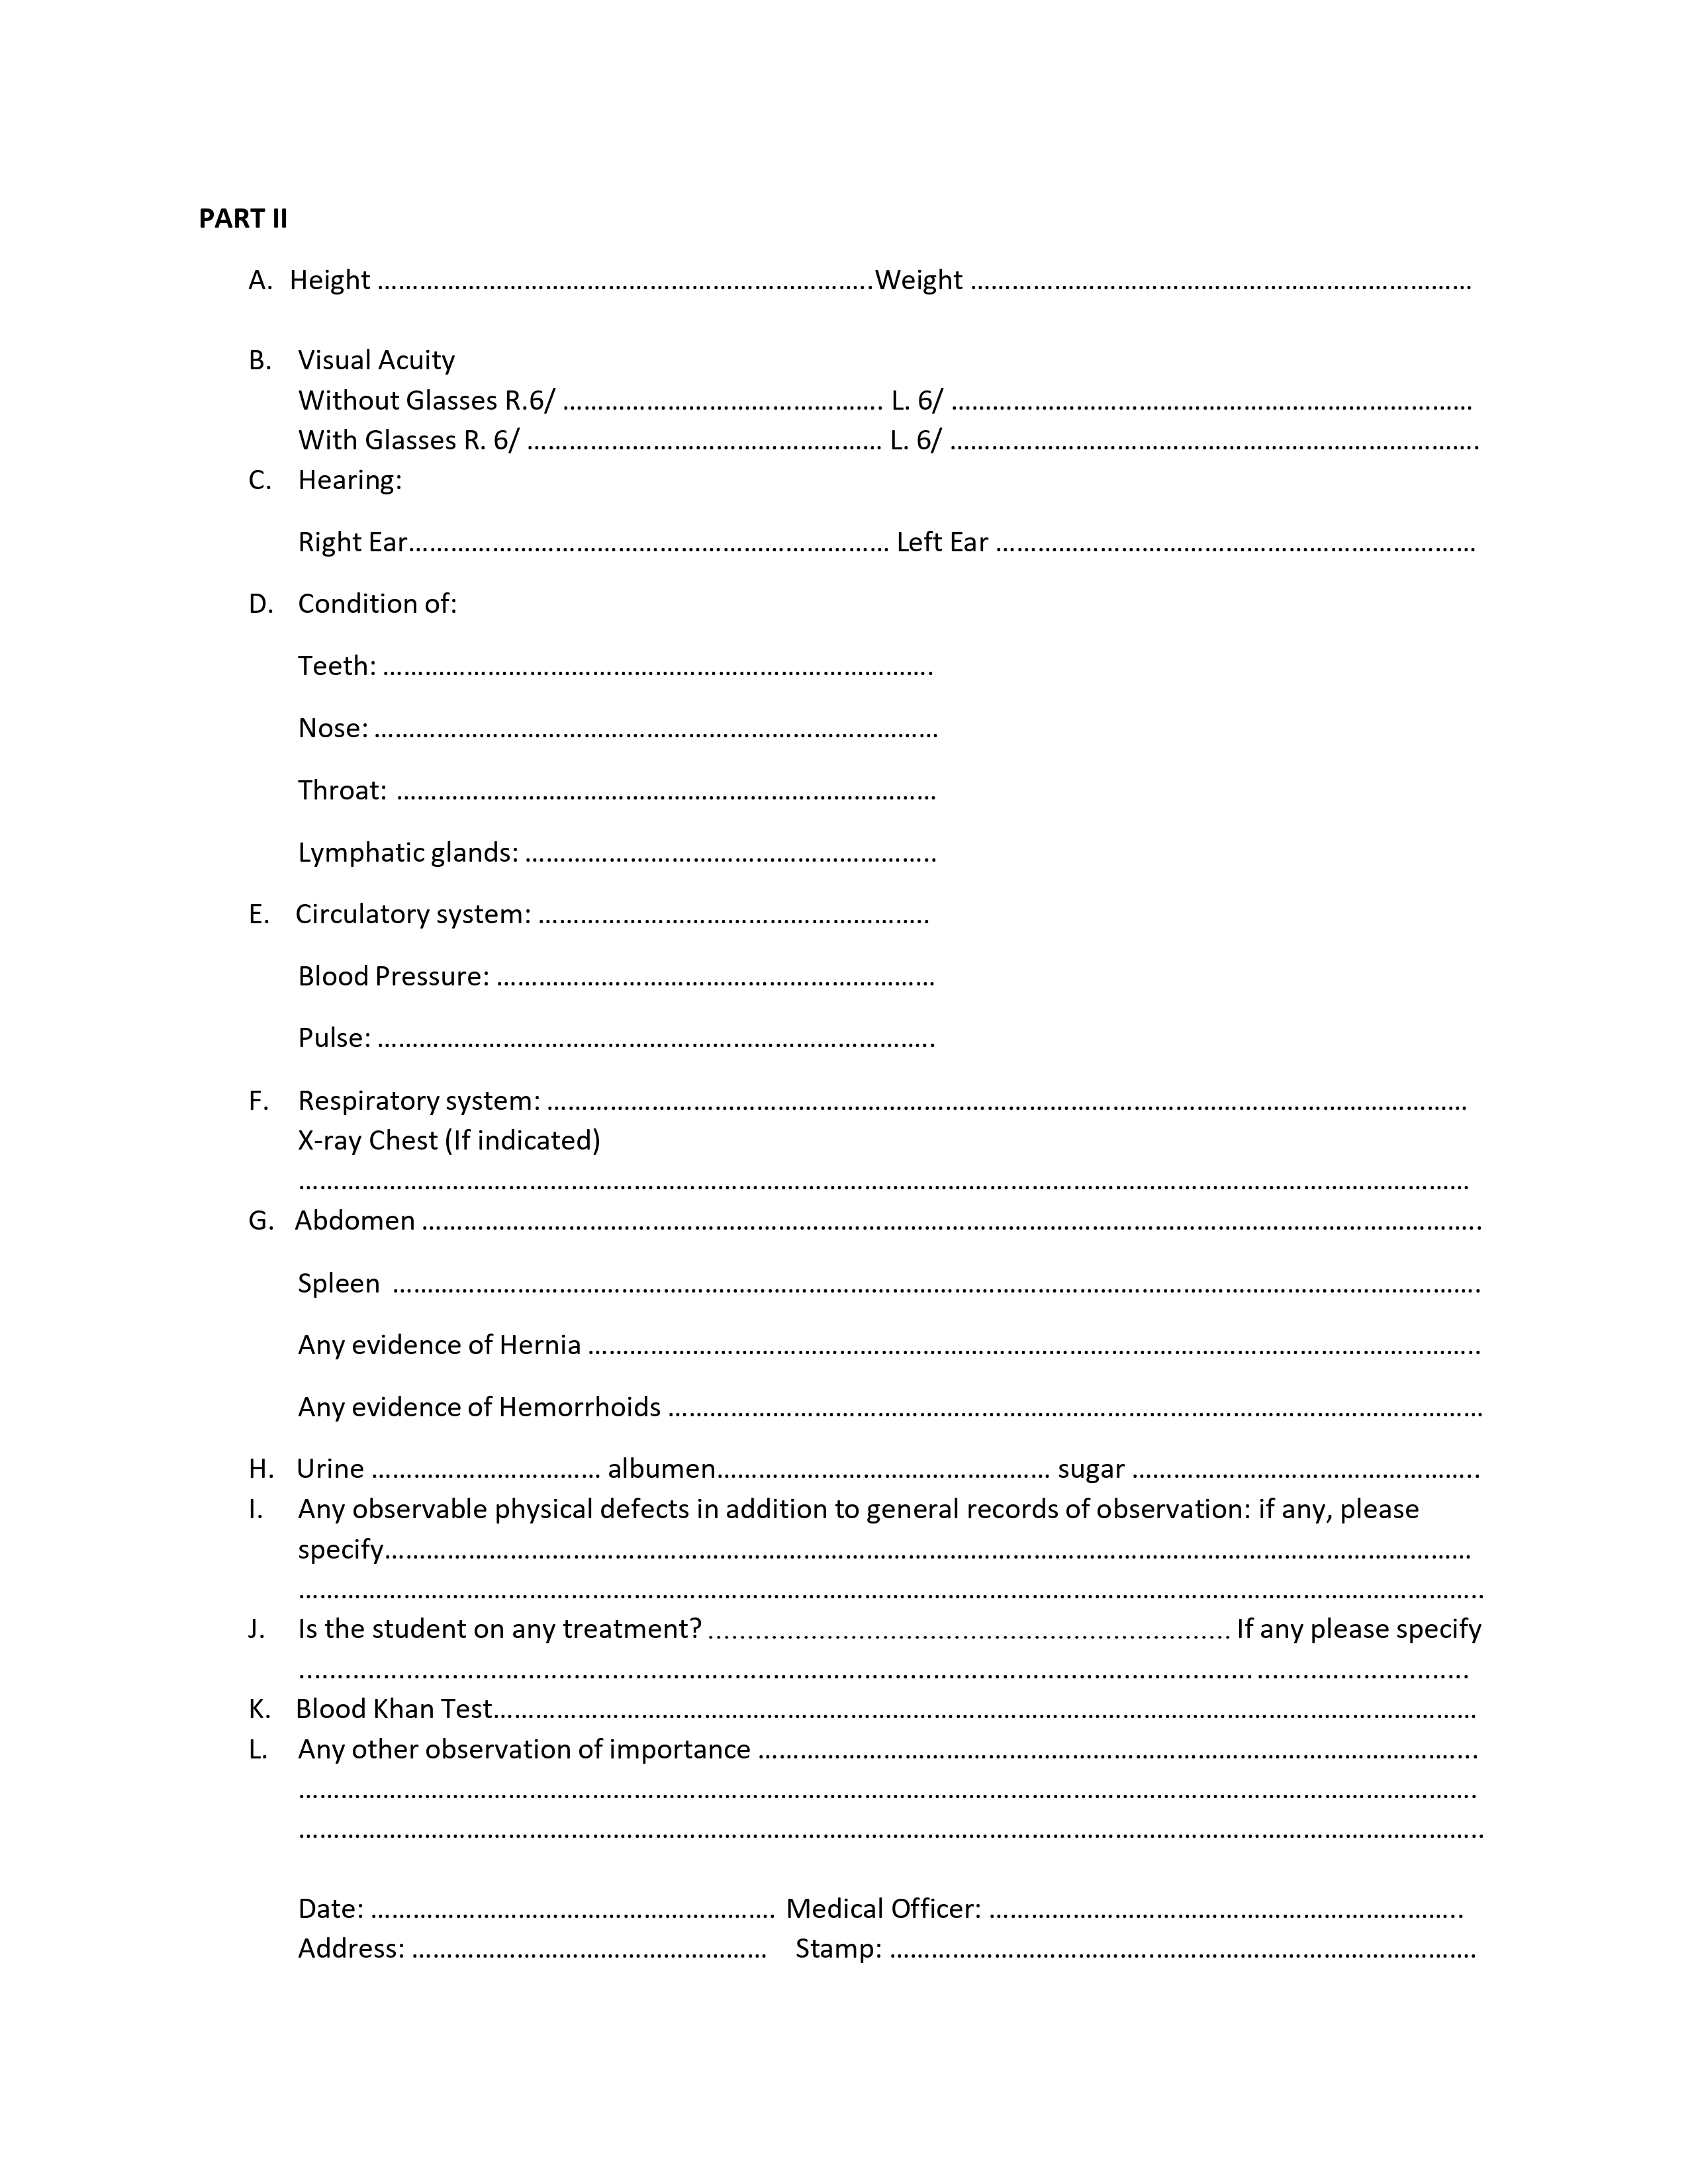 PART II
A. Height ........................................Weight ........................................
B. Visual Acuity
Without Glasses R.6/ ........................................ L. 6/ ........................................
With Glasses R. 6/ ........................................ L. 6/ ........................................
C. Hearing:
Right Ear........................................ Left Ear ........................................
D. Condition of:
Teeth: ........................................
Nose: ........................................
Throat: ........................................
Lymphatic glands: ........................................
E. Circulatory system: ........................................
Blood Pressure: ........................................
Pulse: ........................................
F. Respiratory system: ........................................
X-ray Chest (If indicated)
........................................
G. Abdomen ........................................
Spleen ........................................
Any evidence of Hernia ........................................
Any evidence of Hemorrhoids ........................................
H. Urine .............................. albumen........................................ sugar ........................................
I. Any observable physical defects in addition to general records of observation: if any, please
specify........................................
........................................
J. Is the student on any treatment? ........................................ If any please specify
........................................
K. Blood Khan Test........................................
L. Any other observation of importance ........................................
........................................
........................................
Date: ........................................ Medical Officer: ........................................
Address: ........................................ Stamp: ........................................